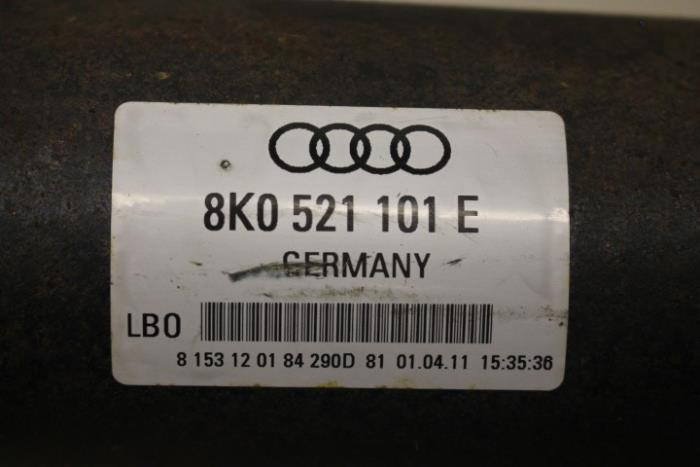 8K0 521 101 E
GERMANY
LBO
8 153 12 01 84 290D 81 01.04.11 15:35:36